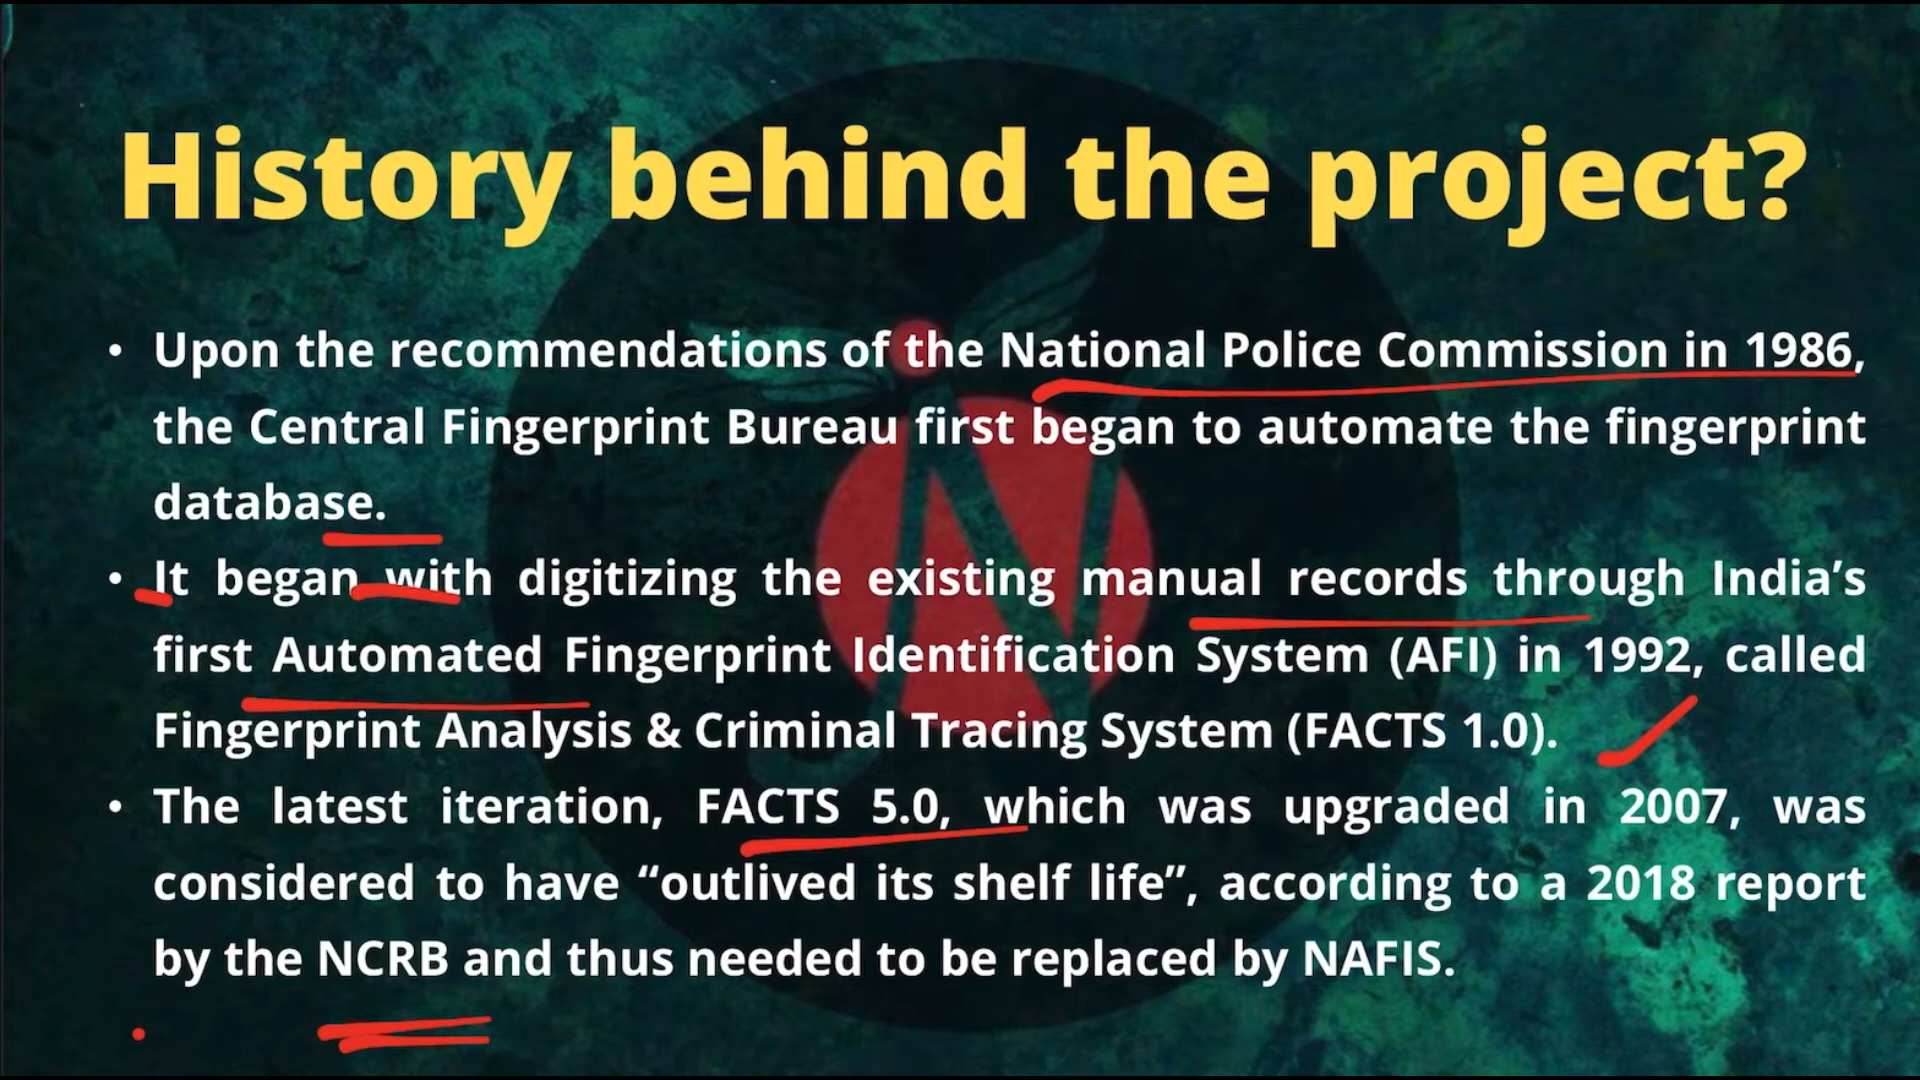 History behind the project?
• Upon the recommendations of the National Police Commission in 1986,
the Central Fingerprint Bureau first began to automate the fingerprint
database.
• It began with digitizing the existing manual records through India’s
first Automated Fingerprint Identification System (AFI) in 1992, called
Fingerprint Analysis & Criminal Tracing System (FACTS 1.0).
• The latest iteration, FACTS 5.0, which was upgraded in 2007, was
considered to have “outlived its shelf life”, according to a 2018 report
by the NCRB and thus needed to be replaced by NAFIS.